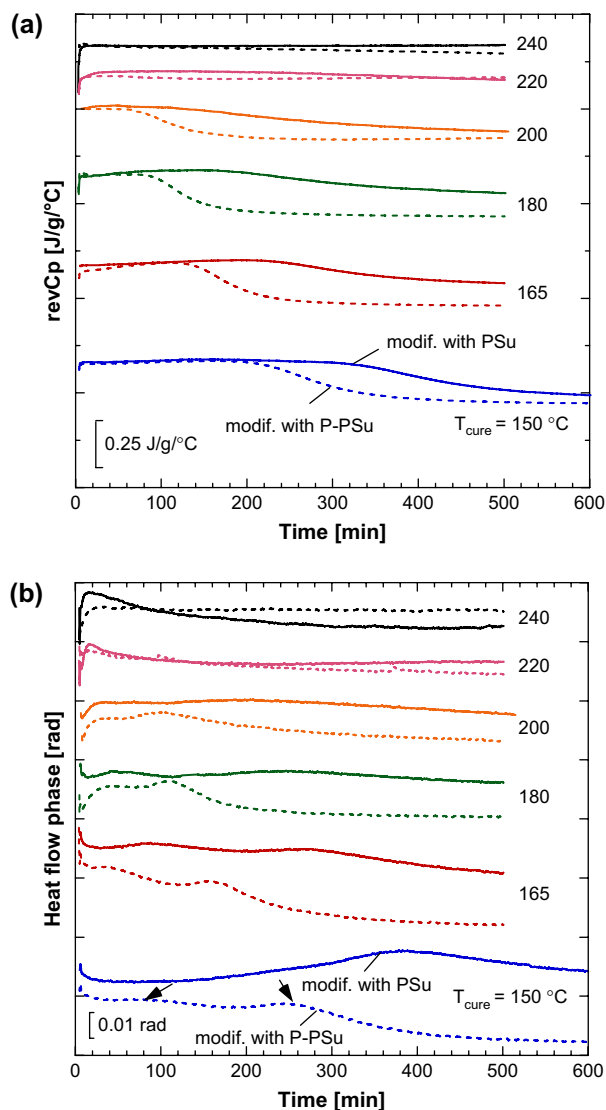 (a)
revCp [J/g/°C]
240
220
200
180
165
modif. with PSu
modif. with P-PSu
T_cure = 150 °C
0.25 J/g/°C
0 100 200 300 400 500 600
Time [min]
(b)
Heat flow phase [rad]
240
220
200
180
165
modif. with PSu
T_cure = 150 °C
0.01 rad
modif. with P-PSu
0 100 200 300 400 500 600
Time [min]